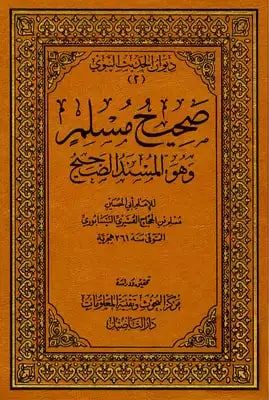 ديوان الحديث النبوي
(٢)
صحيح مسلم
وهو المسند الصحيح
للإمام أبي الحسين
مسلم بن الحجاج القشيري النيسابوري
المتوفى سنة ٢٦١ هجرية
تحقيق ودراسة
مركز البحوث وتقنية المعلومات
دار التأصيل